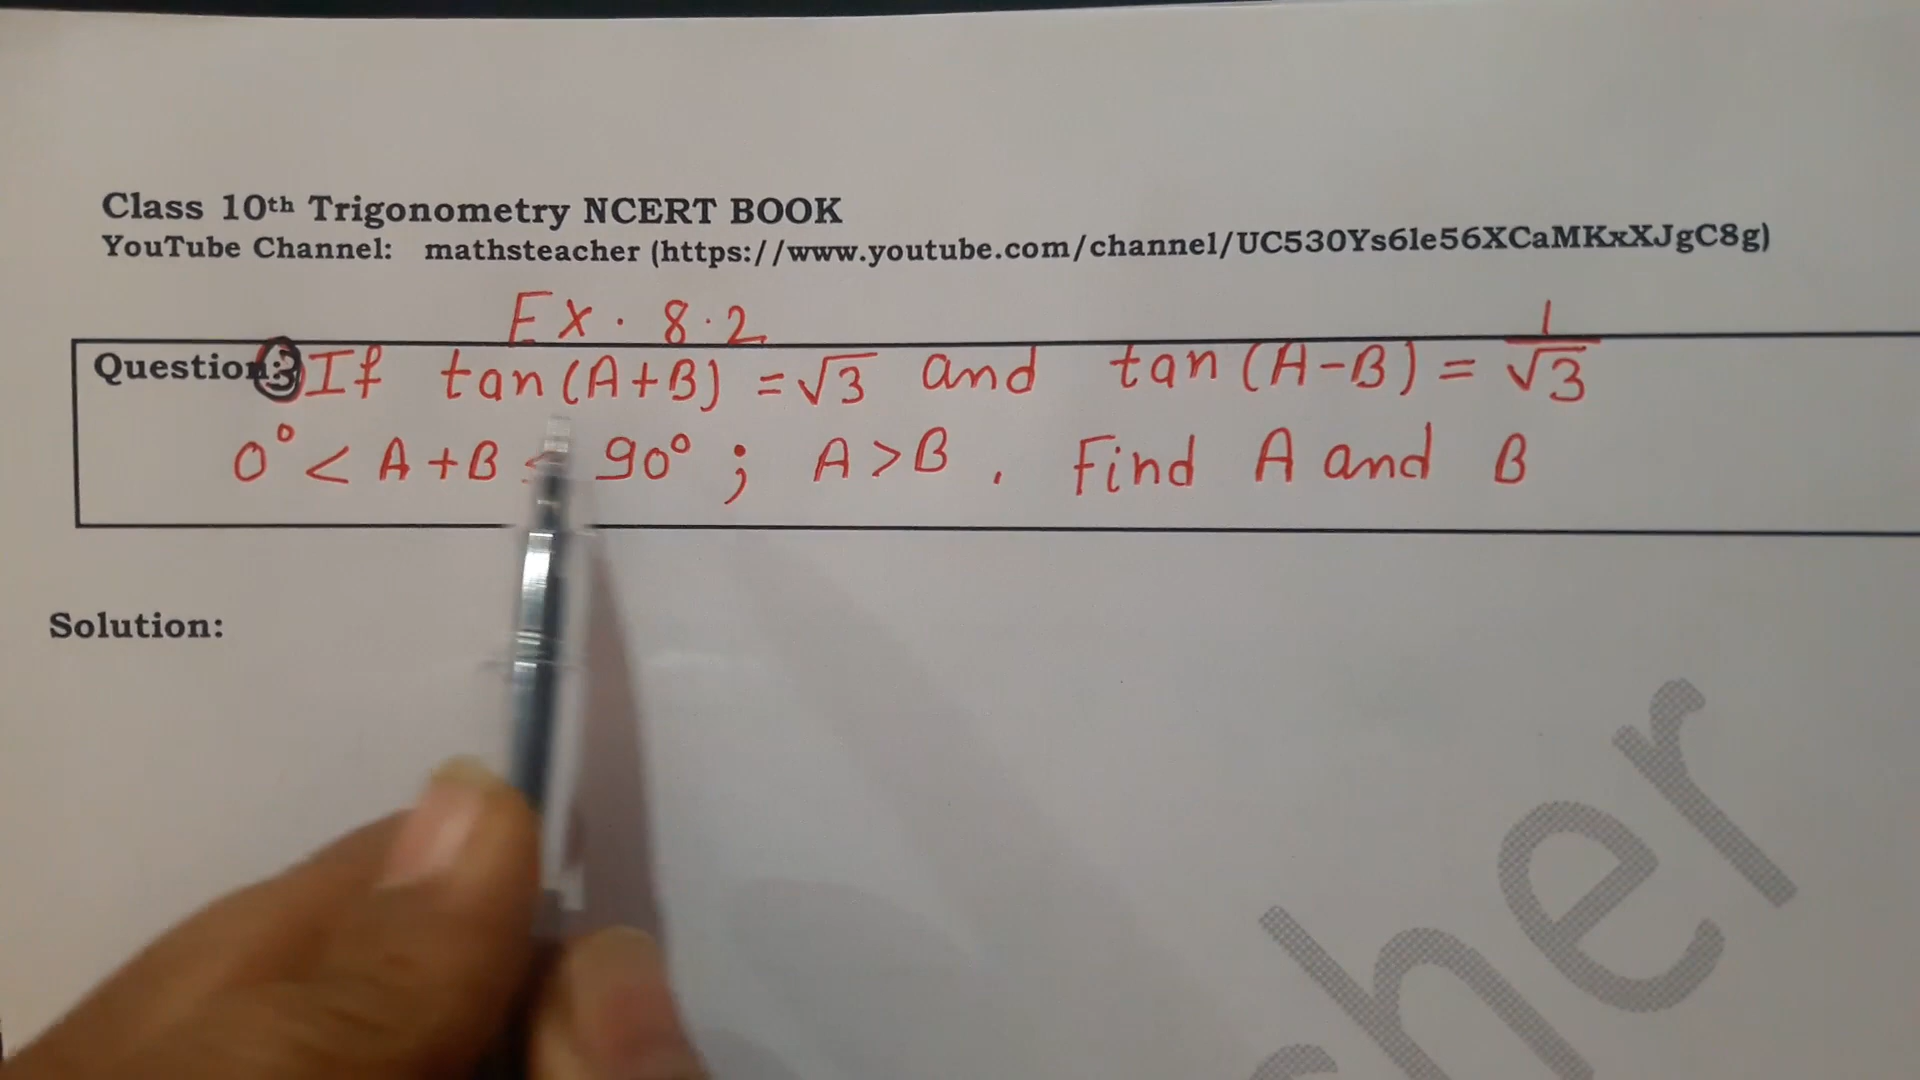 Class 10th Trigonometry NCERT BOOK
YouTube Channel: mathsteacher (https://www.youtube.com/channel/UC530Ys6le56XCaMKxXJgC8g)
Ex. 8.2
Question:③ If tan (A+B) = √3 and tan (A-B) = 1/√3
0° < A + B ≤ 90° ; A > B . Find A and B
Solution:
cher